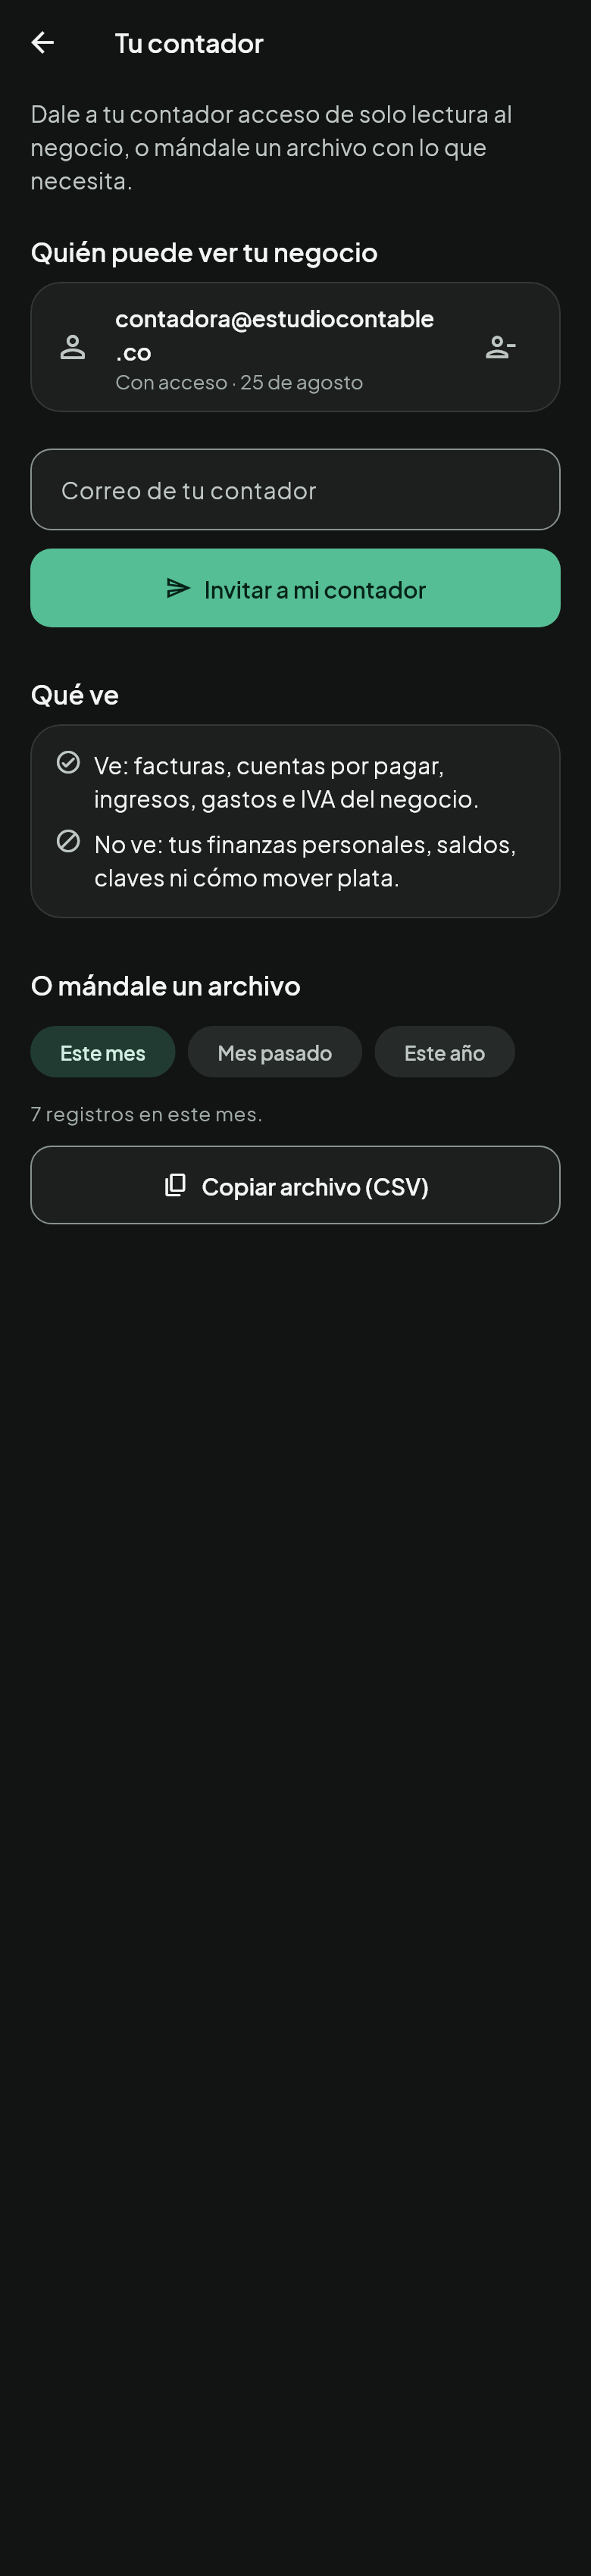 Tu contador
Dale a tu contador acceso de solo lectura al
negocio, o mándale un archivo con lo que
necesita.
Quién puede ver tu negocio
contadora@estudiocontable
.co
Con acceso · 25 de agosto
Correo de tu contador
Invitar a mi contador
Qué ve
Ve: facturas, cuentas por pagar,
ingresos, gastos e IVA del negocio.
No ve: tus finanzas personales, saldos,
claves ni cómo mover plata.
O mándale un archivo
Este mes
Mes pasado
Este año
7 registros en este mes.
Copiar archivo (CSV)